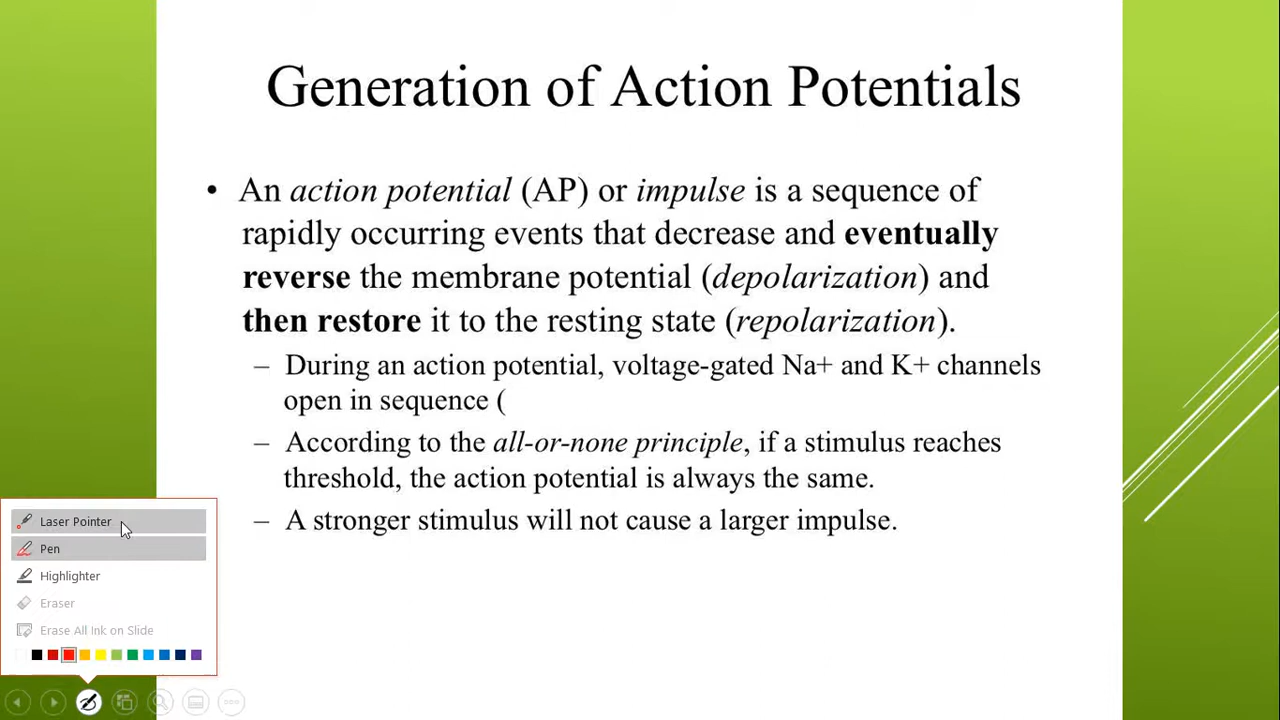 Generation of Action Potentials
• An action potential (AP) or impulse is a sequence of
rapidly occurring events that decrease and eventually
reverse the membrane potential (depolarization) and
then restore it to the resting state (repolarization).
– During an action potential, voltage-gated Na+ and K+ channels
open in sequence (
– According to the all-or-none principle, if a stimulus reaches
threshold, the action potential is always the same.
– A stronger stimulus will not cause a larger impulse.
Laser Pointer
Pen
Highlighter
Eraser
Erase All Ink on Slide